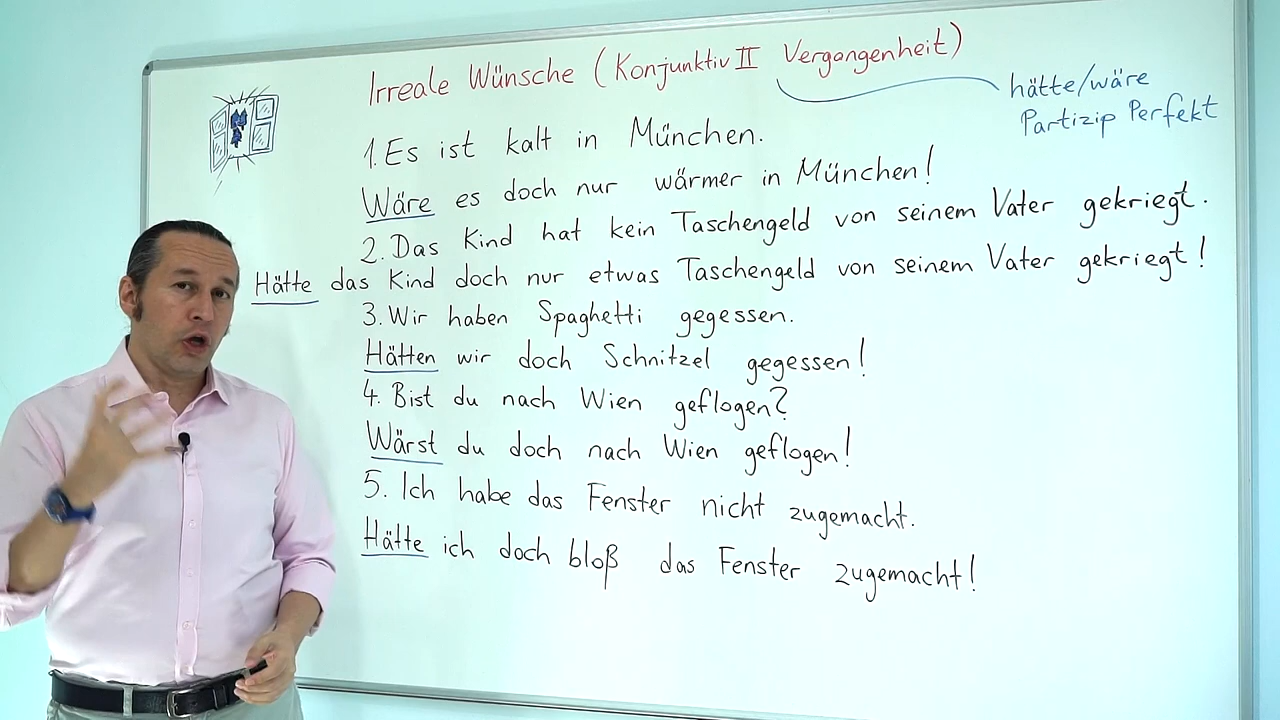 Irreale Wünsche (Konjunktiv II Vergangenheit)
hätte/wäre
Partizip Perfekt
1. Es ist kalt in München.
Wäre es doch nur wärmer in München!
2. Das Kind hat kein Taschengeld von seinem Vater gekriegt.
Hätte das Kind doch nur etwas Taschengeld von seinem Vater gekriegt!
3. Wir haben Spaghetti gegessen.
Hätten wir doch Schnitzel gegessen!
4. Bist du nach Wien geflogen?
Wärst du doch nach Wien geflogen!
5. Ich habe das Fenster nicht zugemacht.
Hätte ich doch bloß das Fenster zugemacht!